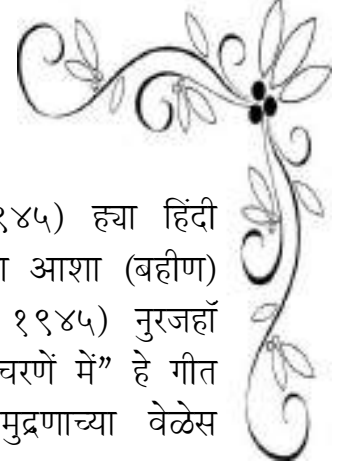 ९४५) ह्या हिंदी
ा आशा (बहीण)
१९४५) नुरजहॉ
चरणें में” हे गीत
मुद्रणाच्या वेळेस